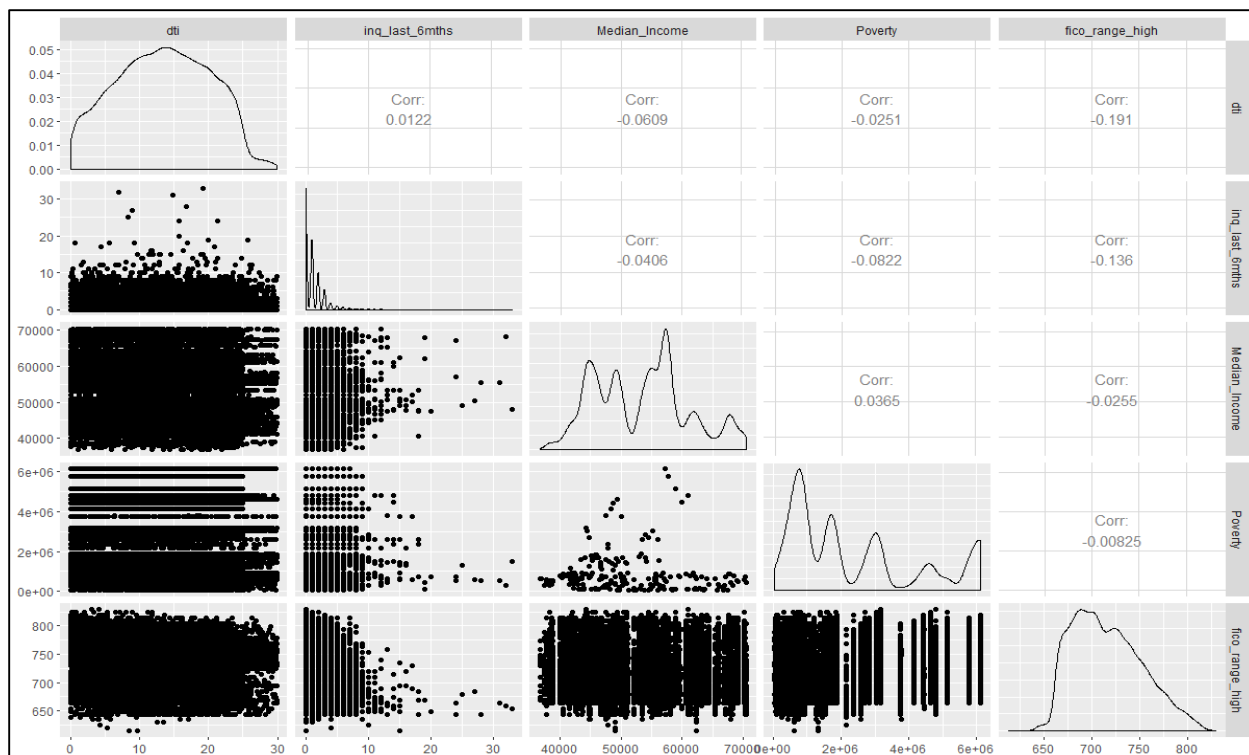 dti inq_last_6mths Median_Income Poverty fico_range_high
0.05
0.04
0.03
0.02
0.01
0.00
Corr:
0.0122
Corr:
-0.0609
Corr:
-0.0251
Corr:
-0.191
dti
30
20
10
0
Corr:
-0.0406
Corr:
-0.0822
Corr:
-0.136
inq_last_6mths
70000
60000
50000
40000
Corr:
0.0365
Corr:
-0.0255
Median_Income
6e+06
4e+06
2e+06
0e+00
Corr:
-0.00825
Poverty
800
750
700
650
fico_range_high
0 10 20 30 0 10 20 30 40000 50000 60000 70000 0e+00 2e+06 4e+06 6e+06 650 700 750 800